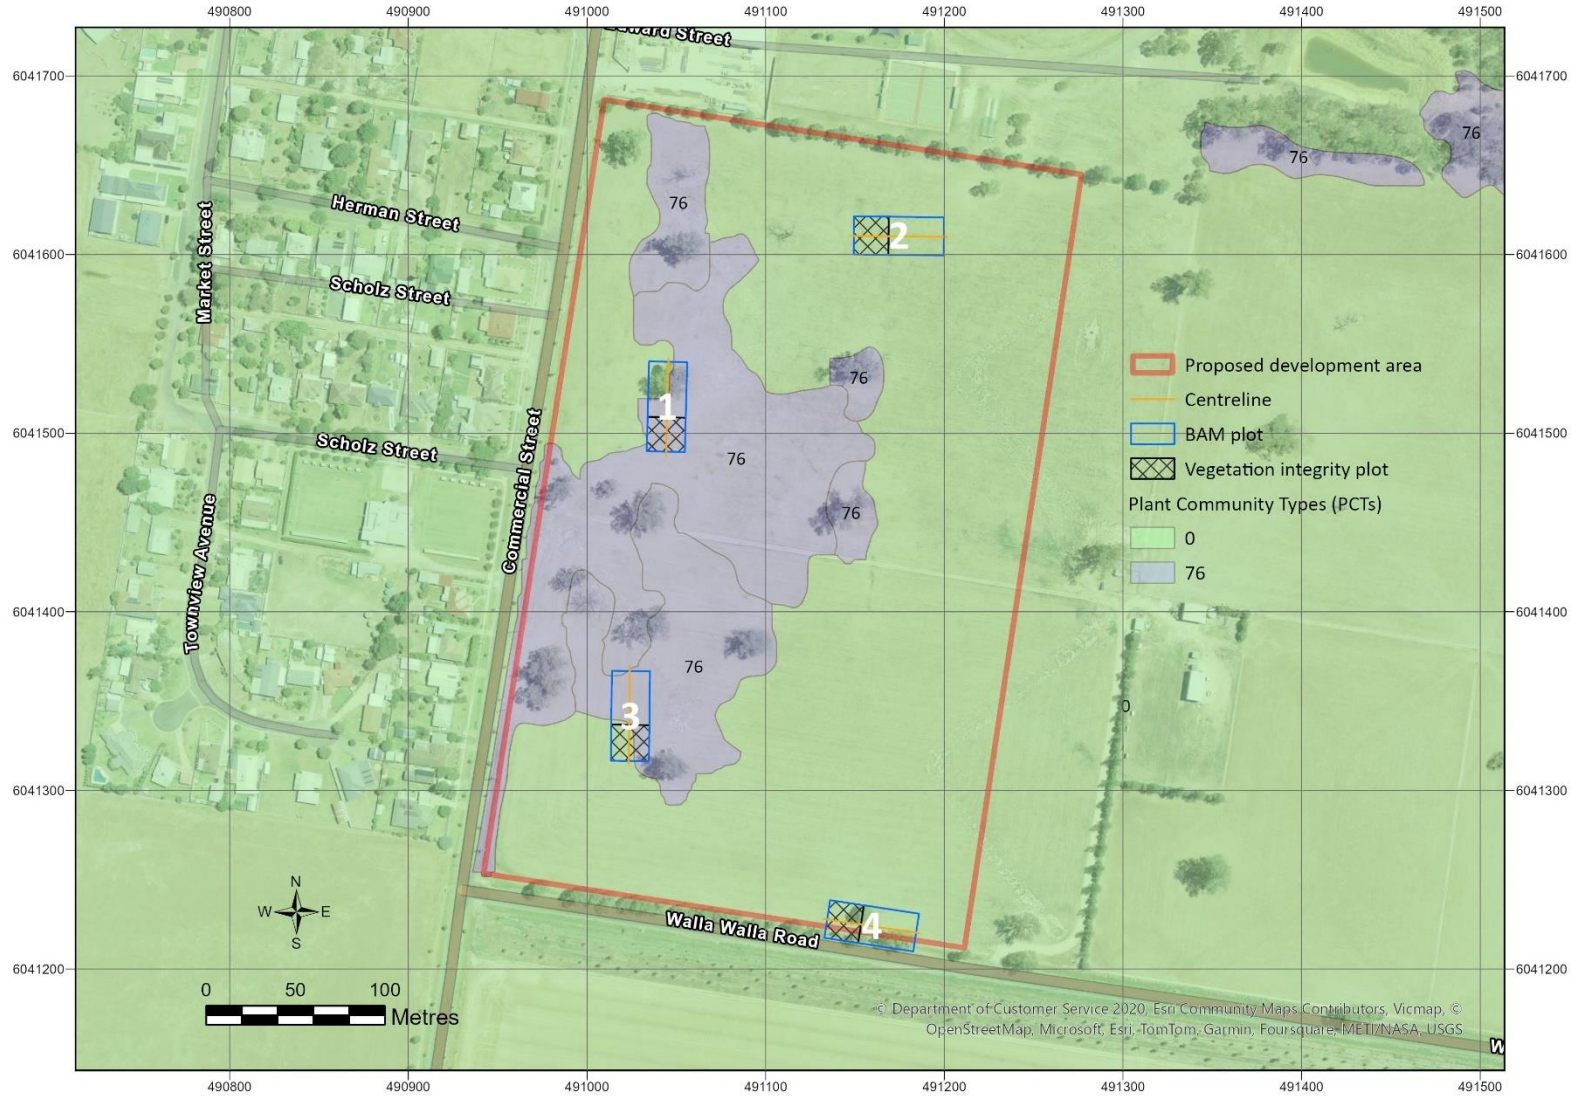 490800 490900 491000 491100 491200 491300 491400 491500
Edward Street
6041700 6041700
76
76
76
Herman Street
Market Street
2
6041600 6041600
Scholz Street
76
Proposed development area
Centreline
1
BAM plot
6041500 6041500
Scholz Street
76
Vegetation integrity plot
Commercial Street
76
Plant Community Types (PCTs)
0
76
Townview Avenue
6041400 6041400
76
0
3
6041300 6041300
N
W E
S
4
Walla Walla Road
6041200 6041200
0 50 100
Metres
© Department of Customer Service 2020, Esri Community Maps Contributors, Vicmap, ©
OpenStreetMap, Microsoft, Esri, TomTom, Garmin, Foursquare, METI/NASA, USGS
W
490800 490900 491000 491100 491200 491300 491400 491500